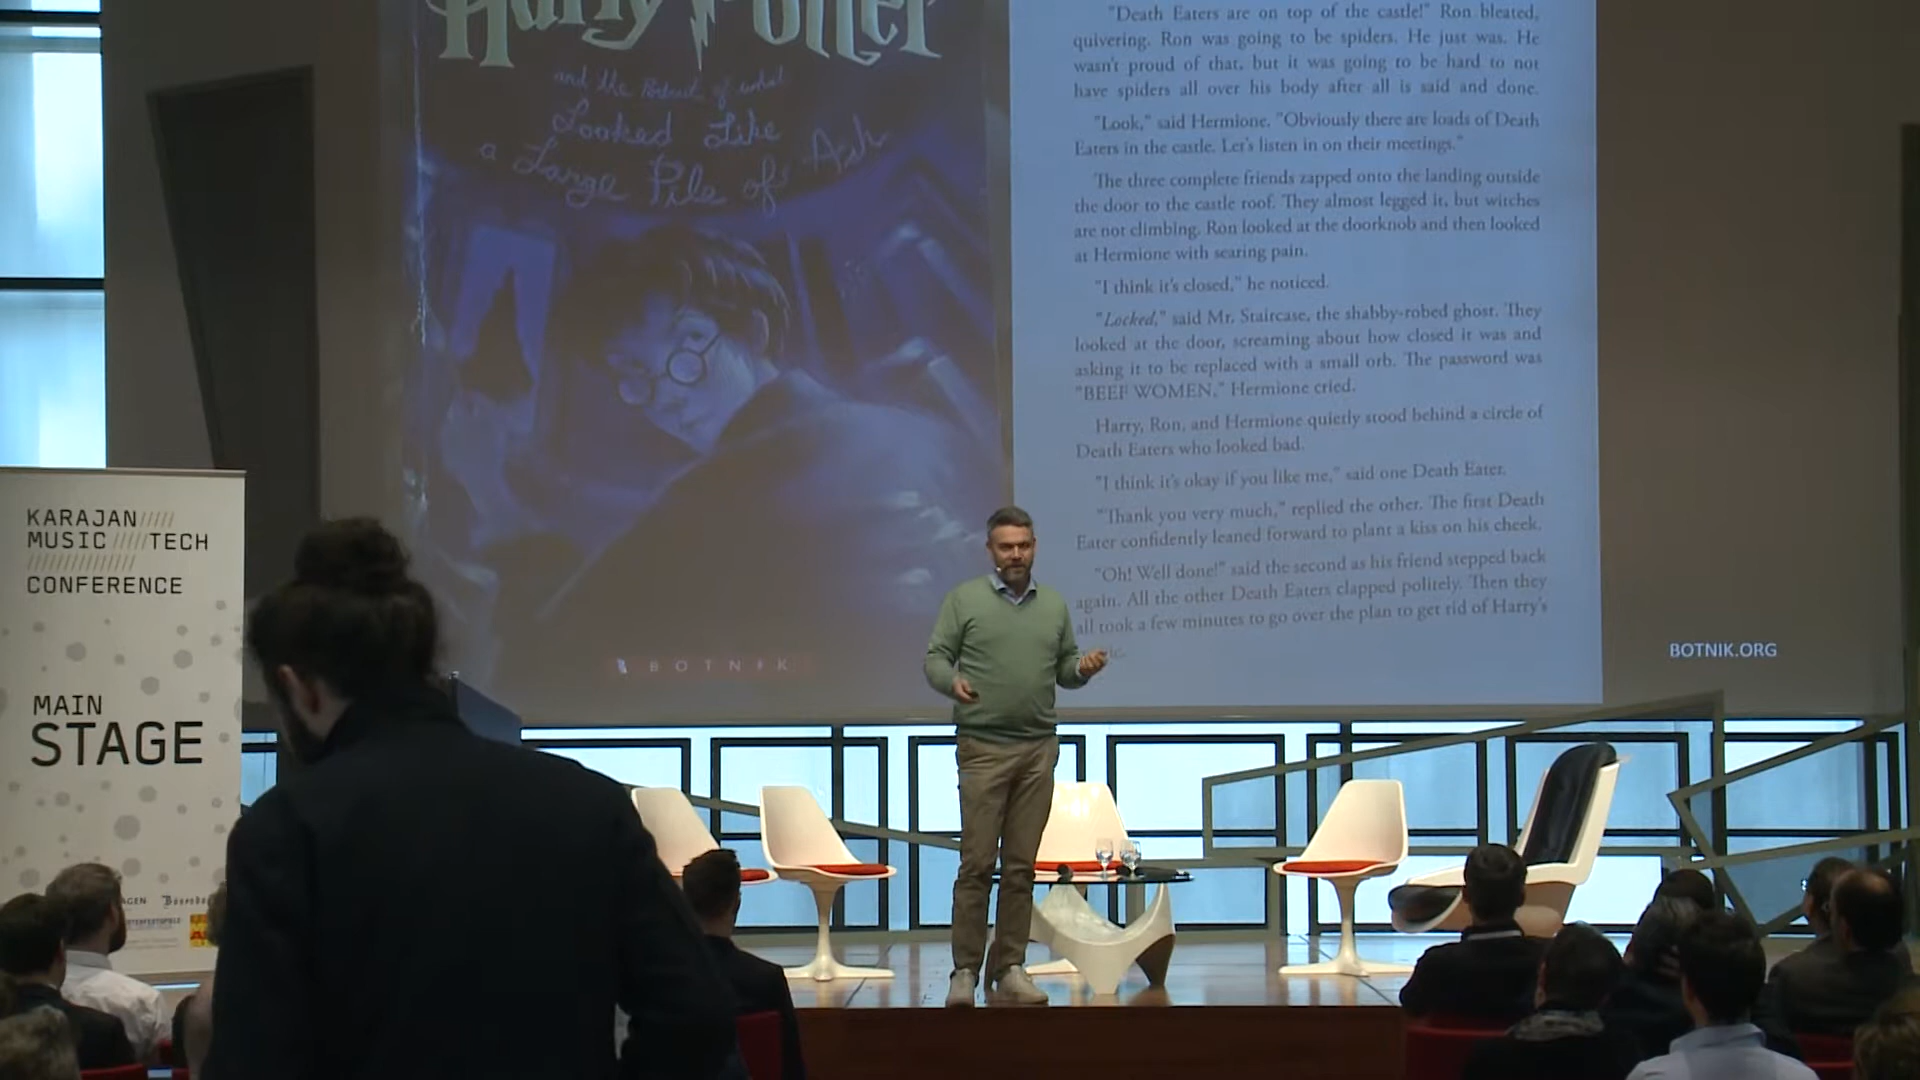 Harry Potter
and the Portrait of what
Looked Like
a Large Pile of Ash
BOTNIK
"Death Eaters are on top of the castle!" Ron bleated,
quivering. Ron was going to be spiders. He just was. He
wasn't proud of that, but it was going to be hard to not
have spiders all over his body after all is said and done.
"Look," said Hermione. "Obviously there are loads of Death
Eaters in the castle. Let's listen in on their meetings."
The three complete friends zapped onto the landing outside
the door to the castle roof. They almost legged it, but witches
are not climbing. Ron looked at the doorknob and then looked
at Hermione with searing pain.
"I think it's closed," he noticed.
"Locked," said Mr. Staircase, the shabby-robed ghost. They
looked at the door, screaming about how closed it was and
asking it to be replaced with a small orb. The password was
"BEEF WOMEN," Hermione cried.
Harry, Ron, and Hermione quietly stood behind a circle of
Death Eaters who looked bad.
"I think it's okay if you like me," said one Death Eater.
"Thank you very much," replied the other. The first Death
Eater confidently leaned forward to plant a kiss on his cheek.
"Oh! Well done!" said the second as his friend stepped back
again. All the other Death Eaters clapped politely. Then they
all took a few minutes to go over the plan to get rid of Harry's
BOTNIK.ORG
KARAJAN/////
MUSIC/////TECH
//////////////
CONFERENCE
MAIN
STAGE